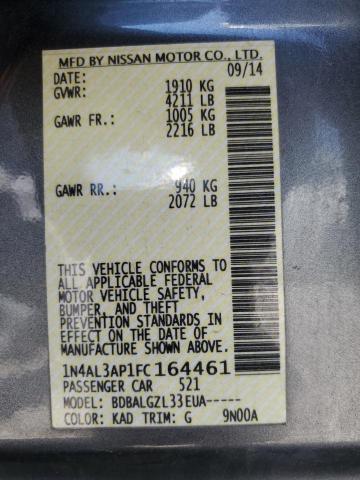 MFD BY NISSAN MOTOR CO., LTD.
DATE: 09/14
GVWR: 1910 KG
4211 LB
GAWR FR.: 1005 KG
2216 LB
GAWR RR.: 940 KG
2072 LB
THIS VEHICLE CONFORMS TO
ALL APPLICABLE FEDERAL
MOTOR VEHICLE SAFETY,
BUMPER, AND THEFT
PREVENTION STANDARDS IN
EFFECT ON THE DATE OF
MANUFACTURE SHOWN ABOVE.
1N4AL3AP1FC164461
PASSENGER CAR 521
MODEL: BDBALGZL33EUA-----
COLOR: KAD TRIM: G 9N00A